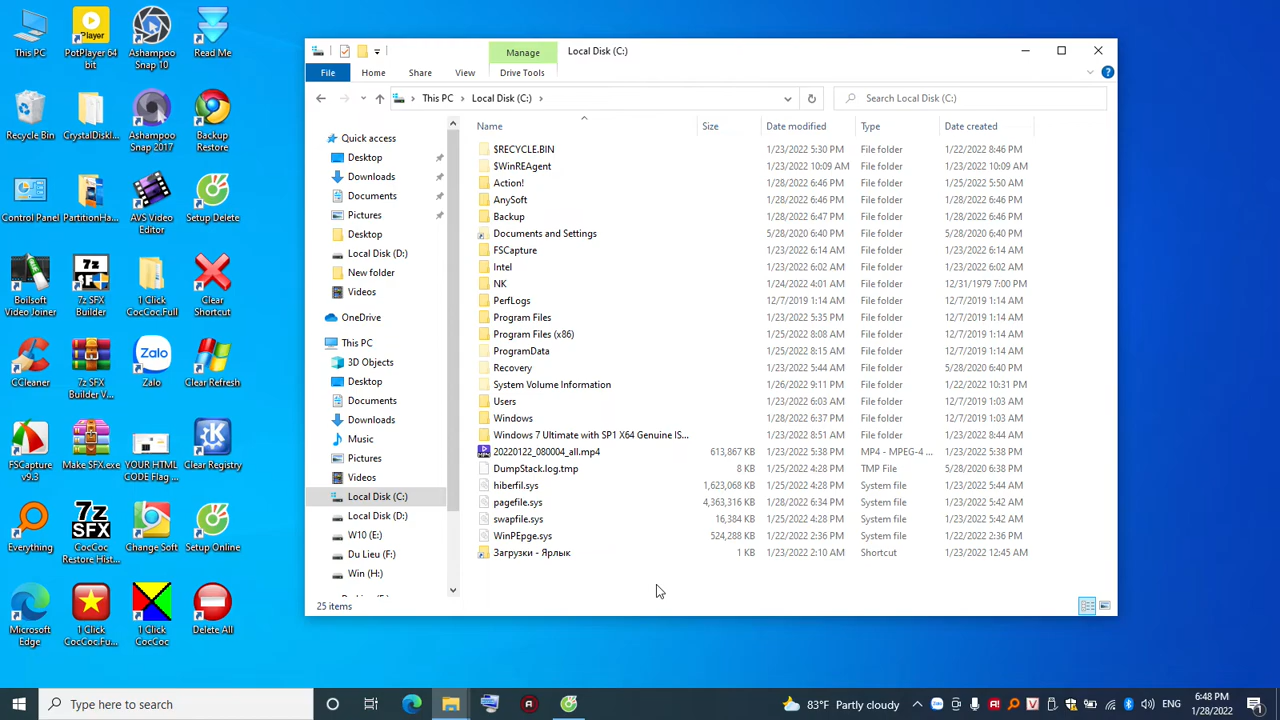 This PC
PotPlayer 64 bit
Ashampoo Snap 10
Read Me
Recycle Bin
CrystalDiskI...
Ashampoo Snap 2017
Backup Restore
Control Panel
PartitionHa...
AVS Video Editor
Setup Delete
Boilsoft Video Joiner
7z SFX Builder
1 Click CocCoc.Full
Clear Shortcut
CCleaner
7z SFX Builder V...
Zalo
Clear Refresh
FSCapture v9.3
Make SFX.exe
YOUR HTML CODE Flag ...
Clear Registry
Everything
CocCoc Restore Hist...
Change Soft
Setup Online
Microsoft Edge
1 Click CocCoc.Fu...
1 Click CocCoc
Delete All
Manage
Local Disk (C:)
File
Home
Share
View
Drive Tools
This PC
Local Disk (C:)
Search Local Disk (C:)
Quick access
Desktop
Downloads
Documents
Pictures
Desktop
Local Disk (D:)
New folder
Videos
OneDrive
This PC
3D Objects
Desktop
Documents
Downloads
Music
Pictures
Videos
Local Disk (C:)
Local Disk (D:)
W10 (E:)
Du Lieu (F:)
Win (H:)
Name Size Date modified Type Date created
$RECYCLE.BIN 1/23/2022 5:30 PM File folder 1/22/2022 8:46 PM
$WinREAgent 1/23/2022 10:09 AM File folder 1/23/2022 10:09 AM
Action! 1/28/2022 6:46 PM File folder 1/25/2022 5:50 AM
AnySoft 1/28/2022 6:46 PM File folder 1/28/2022 6:46 PM
Backup 1/28/2022 6:47 PM File folder 1/28/2022 6:46 PM
Documents and Settings 5/28/2020 6:40 PM File folder 5/28/2020 6:40 PM
FSCapture 1/23/2022 6:14 AM File folder 1/23/2022 6:14 AM
Intel 1/23/2022 6:02 AM File folder 1/23/2022 6:02 AM
NK 1/24/2022 4:01 AM File folder 12/31/1979 7:00 PM
PerfLogs 12/7/2019 1:14 AM File folder 12/7/2019 1:14 AM
Program Files 1/23/2022 5:35 PM File folder 12/7/2019 1:14 AM
Program Files (x86) 1/25/2022 8:08 AM File folder 12/7/2019 1:14 AM
ProgramData 1/25/2022 8:15 AM File folder 12/7/2019 1:14 AM
Recovery 1/23/2022 5:44 AM File folder 5/28/2020 6:40 PM
System Volume Information 1/26/2022 9:11 PM File folder 1/22/2022 10:31 PM
Users 1/23/2022 6:03 AM File folder 12/7/2019 1:03 AM
Windows 1/28/2022 6:37 PM File folder 12/7/2019 1:03 AM
Windows 7 Ultimate with SP1 X64 Genuine IS... 1/23/2022 8:51 AM File folder 1/23/2022 8:44 AM
20220122_080004_all.mp4 613,867 KB 1/23/2022 5:38 PM MP4 - MPEG-4 ... 1/23/2022 5:38 PM
DumpStack.log.tmp 8 KB 1/25/2022 4:28 PM TMP File 5/28/2020 6:38 PM
hiberfil.sys 1,623,068 KB 1/25/2022 4:28 PM System file 1/23/2022 5:44 AM
pagefile.sys 4,363,316 KB 1/28/2022 6:34 PM System file 1/23/2022 5:42 AM
swapfile.sys 16,384 KB 1/25/2022 4:28 PM System file 1/23/2022 5:42 AM
WinPEpge.sys 524,288 KB 1/22/2022 2:36 PM System file 1/22/2022 2:36 PM
Загрузки - Ярлык 1 KB 1/23/2022 2:10 AM Shortcut 1/23/2022 12:45 AM
25 items
Type here to search
83°F Partly cloudy
ENG
6:48 PM
1/28/2022